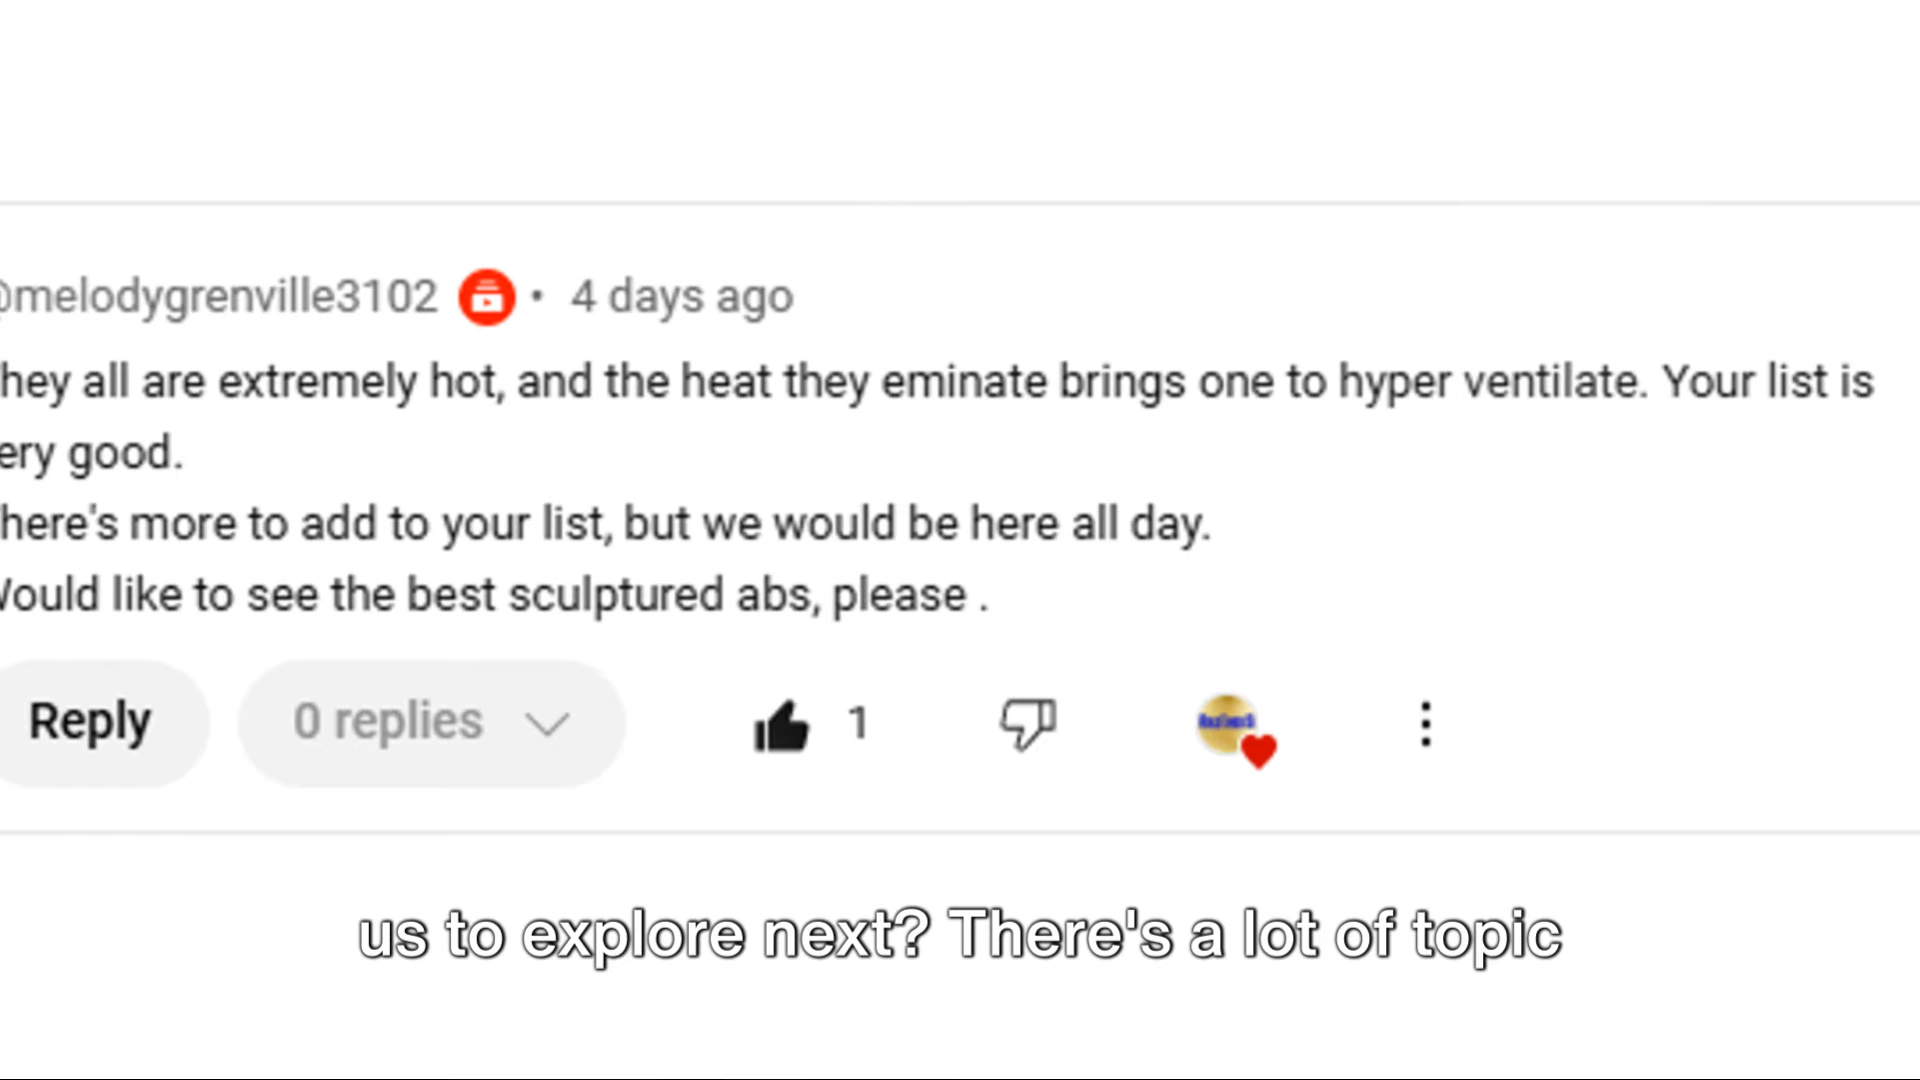 @melodygrenville3102 • 4 days ago
hey all are extremely hot, and the heat they eminate brings one to hyper ventilate. Your list is
ery good.
here's more to add to your list, but we would be here all day.
ould like to see the best sculptured abs, please .
Reply 0 replies 1
us to explore next? There's a lot of topic